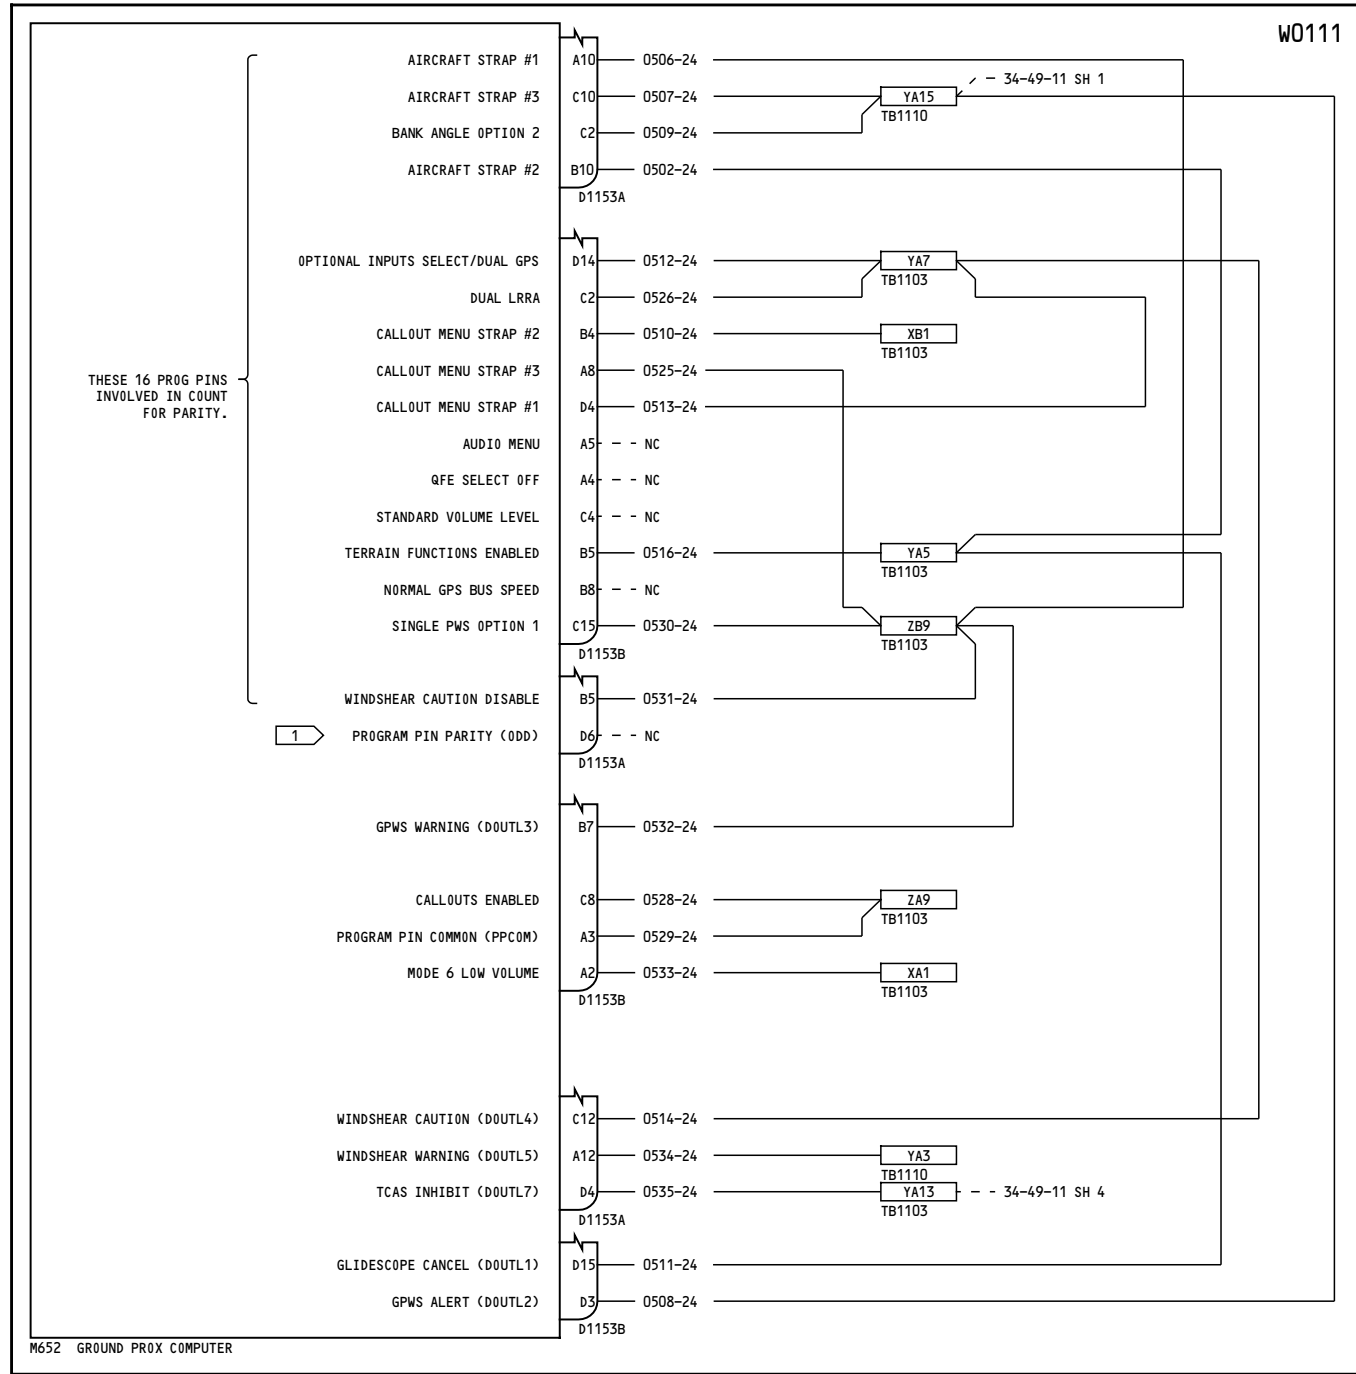 W0111
AIRCRAFT STRAP #1 A10 0506-24
34-49-11 SH 1
AIRCRAFT STRAP #3 C10 0507-24 YA15
TB1110
BANK ANGLE OPTION 2 C2 0509-24
AIRCRAFT STRAP #2 B10 0502-24
D1153A
OPTIONAL INPUTS SELECT/DUAL GPS D14 0512-24 YA7
TB1103
DUAL LRRA C2 0526-24
CALLOUT MENU STRAP #2 B4 0510-24 XB1
TB1103
CALLOUT MENU STRAP #3 A8 0525-24
THESE 16 PROG PINS
INVOLVED IN COUNT
FOR PARITY.
CALLOUT MENU STRAP #1 D4 0513-24
AUDIO MENU A5 NC
QFE SELECT OFF A4 NC
STANDARD VOLUME LEVEL C4 NC
TERRAIN FUNCTIONS ENABLED B5 0516-24 YA5
TB1103
NORMAL GPS BUS SPEED B8 NC
SINGLE PWS OPTION 1 C15 0530-24 ZB9
TB1103
D1153B
WINDSHEAR CAUTION DISABLE B5 0531-24
1 PROGRAM PIN PARITY (ODD) D6 NC
D1153A
GPWS WARNING (DOUTL3) B7 0532-24
CALLOUTS ENABLED C8 0528-24 ZA9
TB1103
PROGRAM PIN COMMON (PPCOM) A3 0529-24
MODE 6 LOW VOLUME A2 0533-24 XA1
TB1103
D1153B
WINDSHEAR CAUTION (DOUTL4) C12 0514-24
WINDSHEAR WARNING (DOUTL5) A12 0534-24 YA3
TB1110
TCAS INHIBIT (DOUTL7) D4 0535-24 YA13 34-49-11 SH 4
TB1103
D1153A
GLIDESCOPE CANCEL (DOUTL1) D15 0511-24
GPWS ALERT (DOUTL2) D3 0508-24
D1153B
M652 GROUND PROX COMPUTER